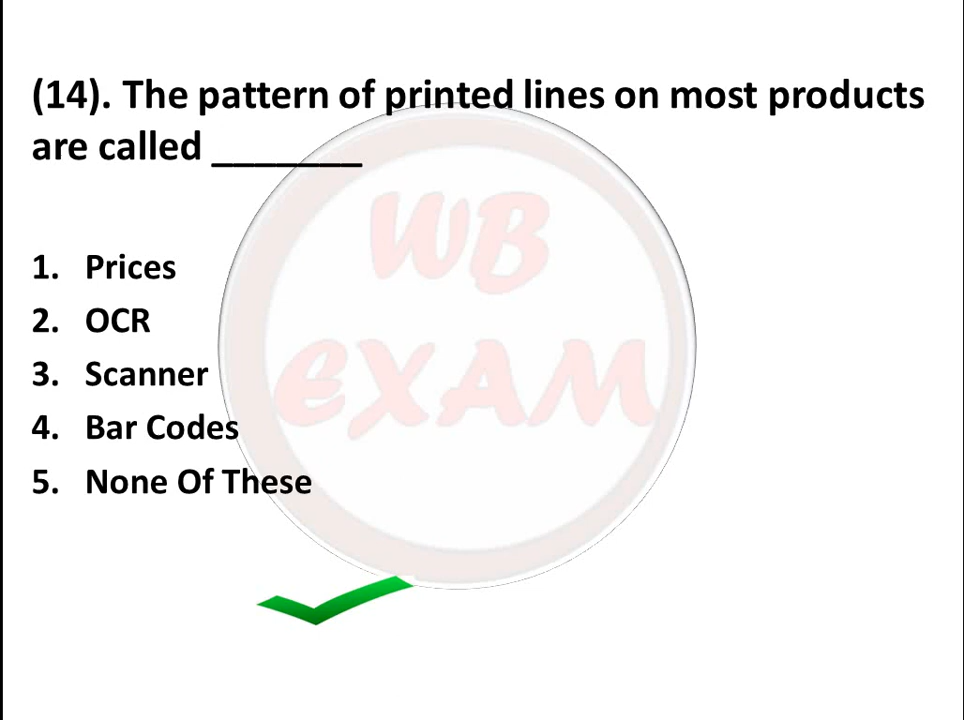 (14). The pattern of printed lines on most products
are called _______
1. Prices
2. OCR
3. Scanner
4. Bar Codes
5. None Of These
WB
EXAM